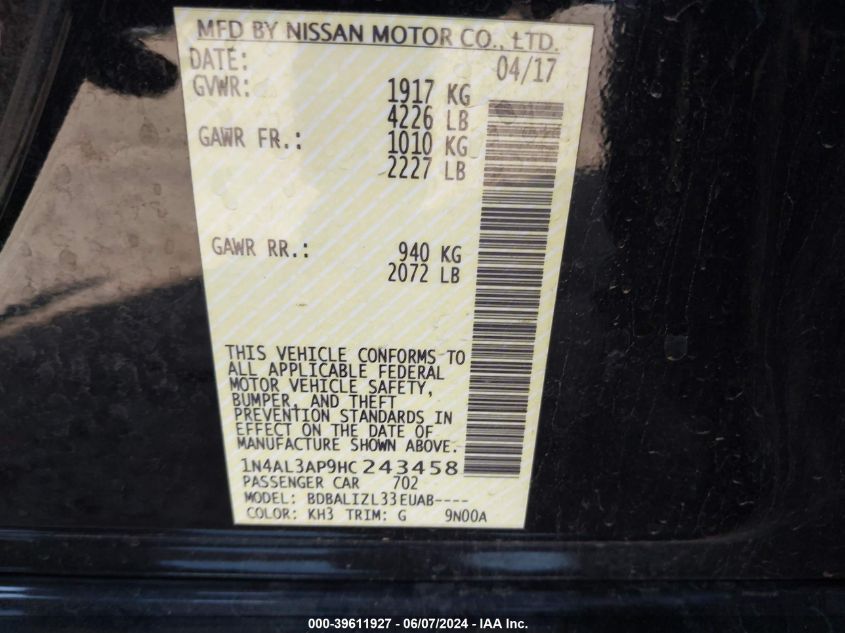 MFD BY NISSAN MOTOR CO., LTD.
DATE: 04/17
GVWR: 1917 KG
4226 LB
GAWR FR.: 1010 KG
2227 LB
GAWR RR.: 940 KG
2072 LB
THIS VEHICLE CONFORMS TO
ALL APPLICABLE FEDERAL
MOTOR VEHICLE SAFETY,
BUMPER, AND THEFT
PREVENTION STANDARDS IN
EFFECT ON THE DATE OF
MANUFACTURE SHOWN ABOVE.
1N4AL3AP9HC243458
PASSENGER CAR 702
MODEL: BDBALIZL33EUAB----
COLOR: KH3 TRIM: G 9N00A
000-39611927 - 06/07/2024 - IAA Inc.